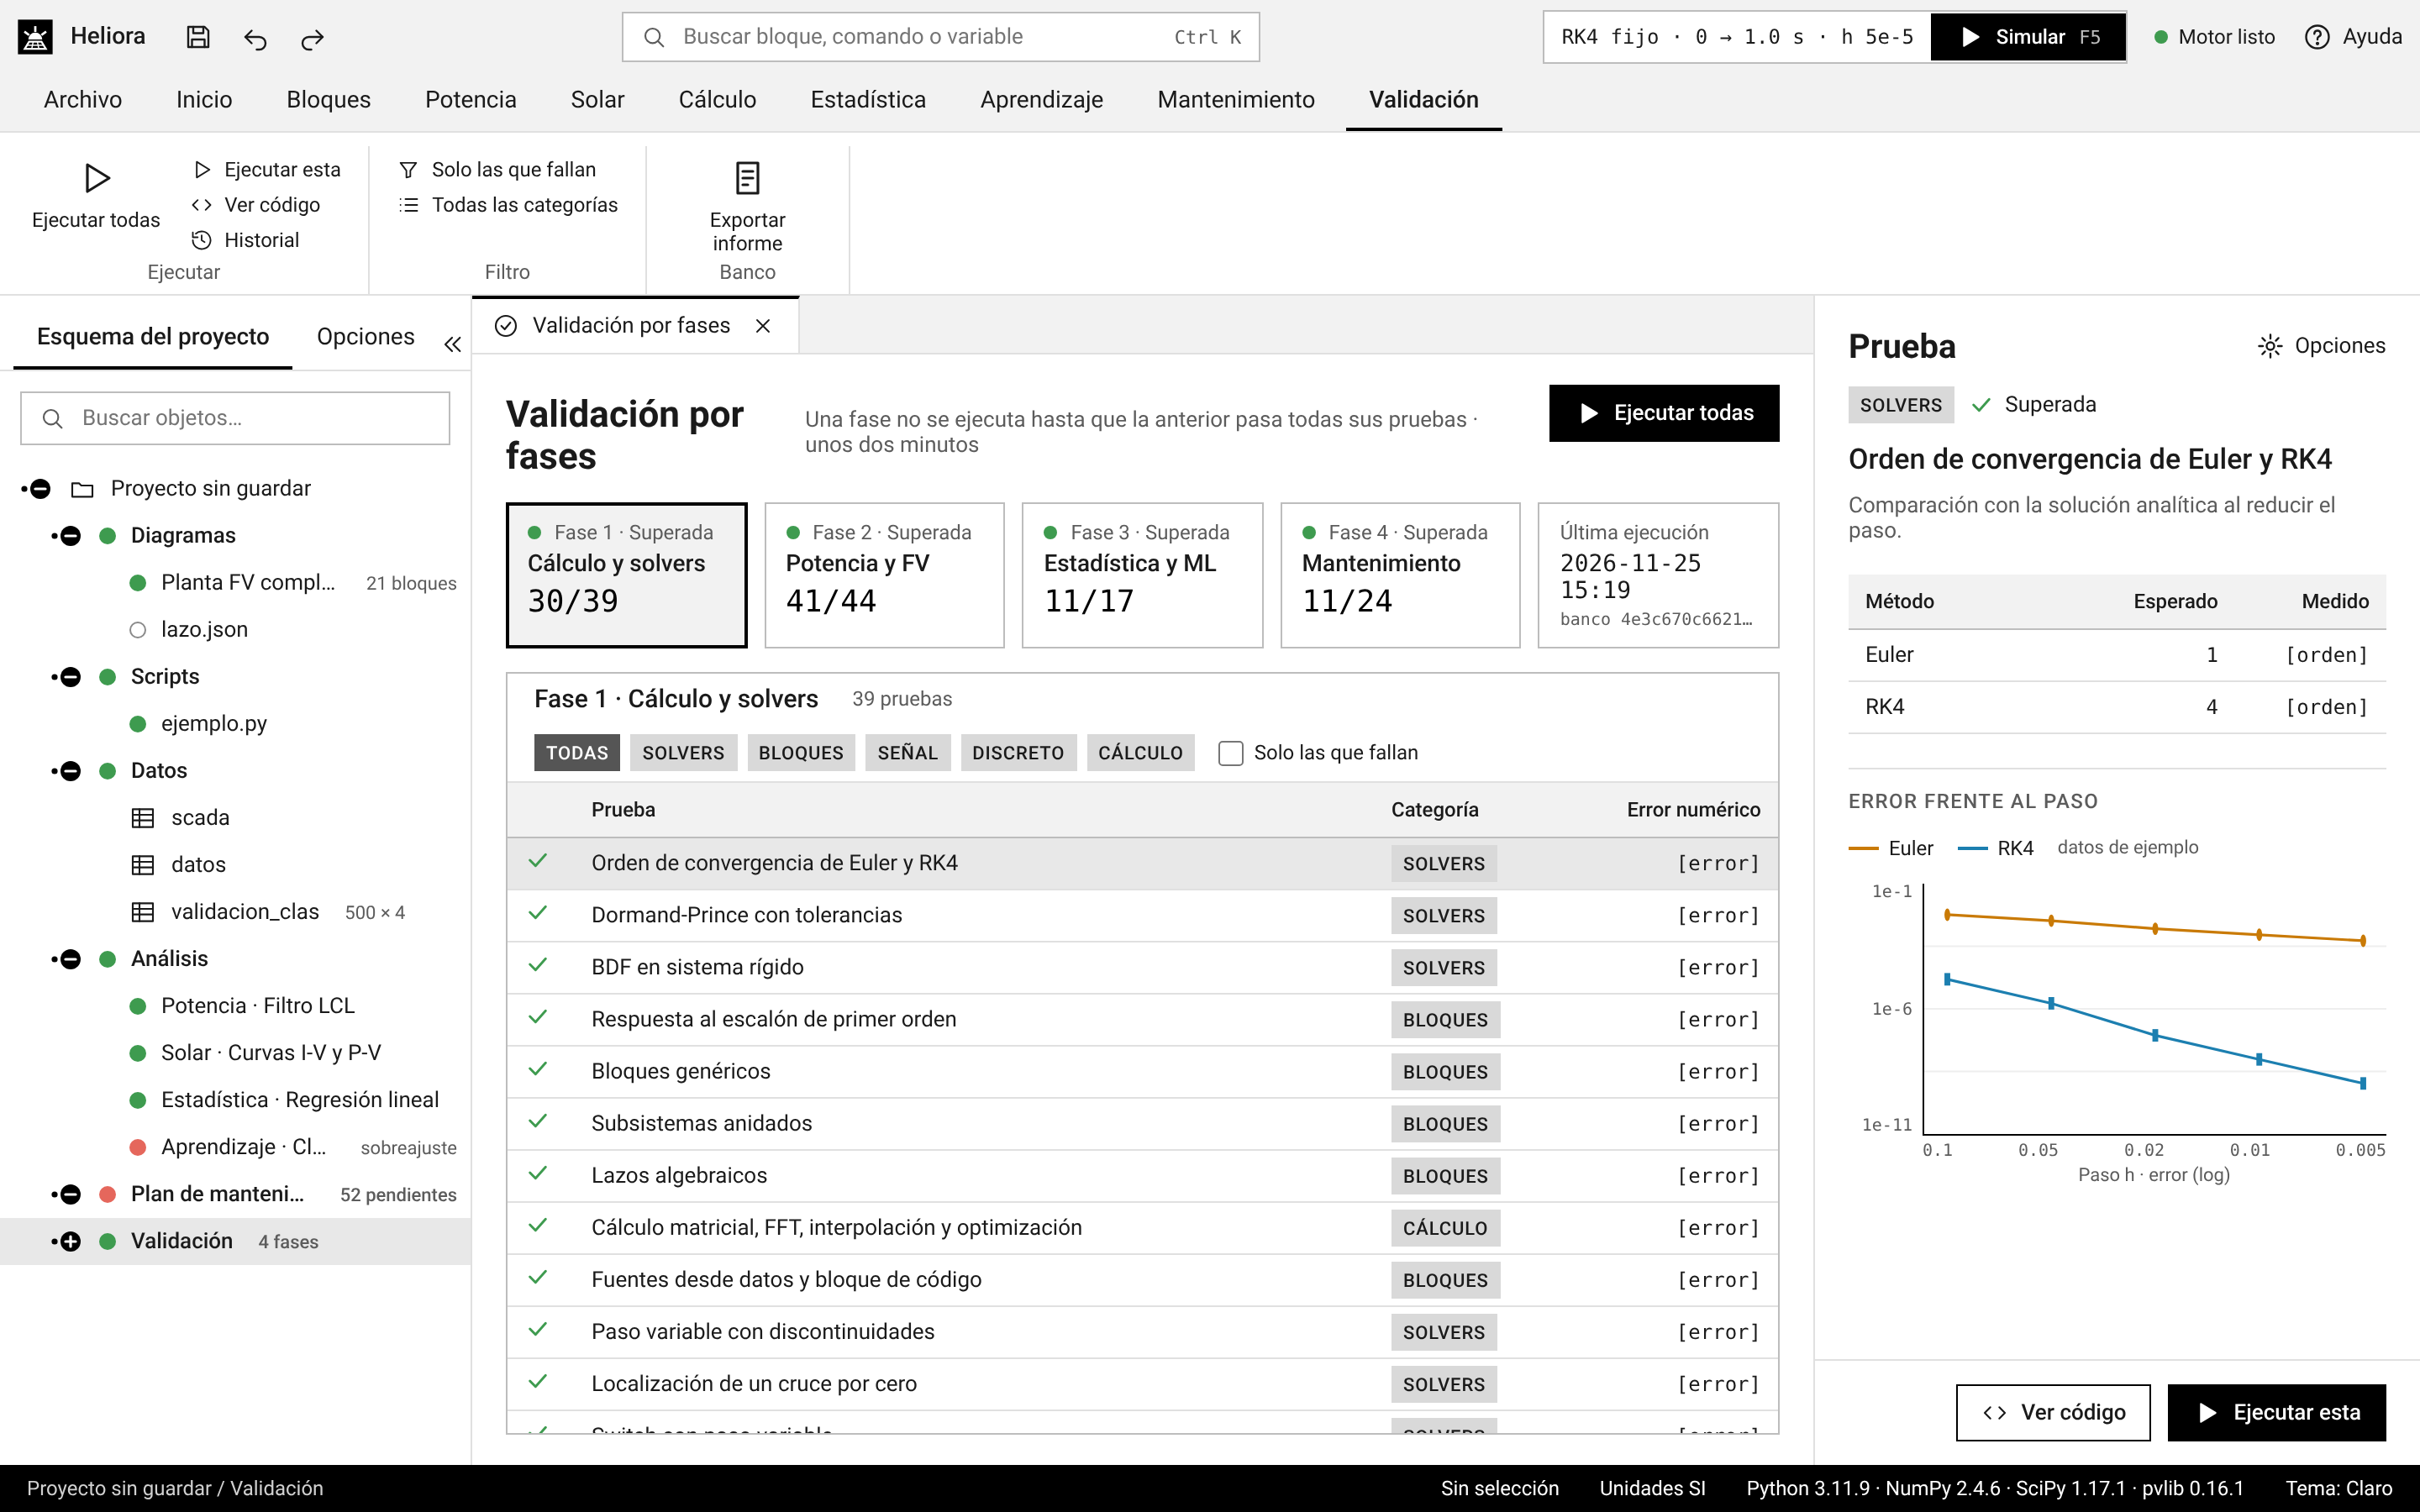 Heliora
Buscar bloque, comando o variable
Ctrl K
RK4 fijo · 0 → 1.0 s · h 5e-5
Simular F5
Motor listo
Ayuda
Archivo
Inicio
Bloques
Potencia
Solar
Cálculo
Estadística
Aprendizaje
Mantenimiento
Validación
Ejecutar todas
Ejecutar esta
Ver código
Historial
Ejecutar
Solo las que fallan
Todas las categorías
Filtro
Exportar
informe
Banco
Esquema del proyecto
Opciones
Buscar objetos...
Proyecto sin guardar
Diagramas
Planta FV compl... 21 bloques
lazo.json
Scripts
ejemplo.py
Datos
scada
datos
validacion_clas 500 × 4
Análisis
Potencia · Filtro LCL
Solar · Curvas I-V y P-V
Estadística · Regresión lineal
Aprendizaje · Cl... sobreajuste
Plan de manteni... 52 pendientes
Validación 4 fases
Validación por fases
Validación por
fases
Una fase no se ejecuta hasta que la anterior pasa todas sus pruebas ·
unos dos minutos
Ejecutar todas
Fase 1 · Superada
Cálculo y solvers
30/39
Fase 2 · Superada
Potencia y FV
41/44
Fase 3 · Superada
Estadística y ML
11/17
Fase 4 · Superada
Mantenimiento
11/24
Última ejecución
2026-11-25
15:19
banco 4e3c670c6621…
Fase 1 · Cálculo y solvers 39 pruebas
TODAS SOLVERS BLOQUES SEÑAL DISCRETO CÁLCULO Solo las que fallan
Prueba Categoría Error numérico
Orden de convergencia de Euler y RK4 SOLVERS [error]
Dormand-Prince con tolerancias SOLVERS [error]
BDF en sistema rígido SOLVERS [error]
Respuesta al escalón de primer orden BLOQUES [error]
Bloques genéricos BLOQUES [error]
Subsistemas anidados BLOQUES [error]
Lazos algebraicos BLOQUES [error]
Cálculo matricial, FFT, interpolación y optimización CÁLCULO [error]
Fuentes desde datos y bloque de código BLOQUES [error]
Paso variable con discontinuidades SOLVERS [error]
Localización de un cruce por cero SOLVERS [error]
Switch con paso variable SOLVERS [error]
Prueba
Opciones
SOLVERS Superada
Orden de convergencia de Euler y RK4
Comparación con la solución analítica al reducir el
paso.
Método Esperado Medido
Euler 1 [orden]
RK4 4 [orden]
ERROR FRENTE AL PASO
Euler RK4 datos de ejemplo
1e-1
1e-6
1e-11
0.1 0.05 0.02 0.01 0.005
Paso h · error (log)
Ver código
Ejecutar esta
Proyecto sin guardar / Validación
Sin selección
Unidades SI
Python 3.11.9 · NumPy 2.4.6 · SciPy 1.17.1 · pvlib 0.16.1
Tema: Claro